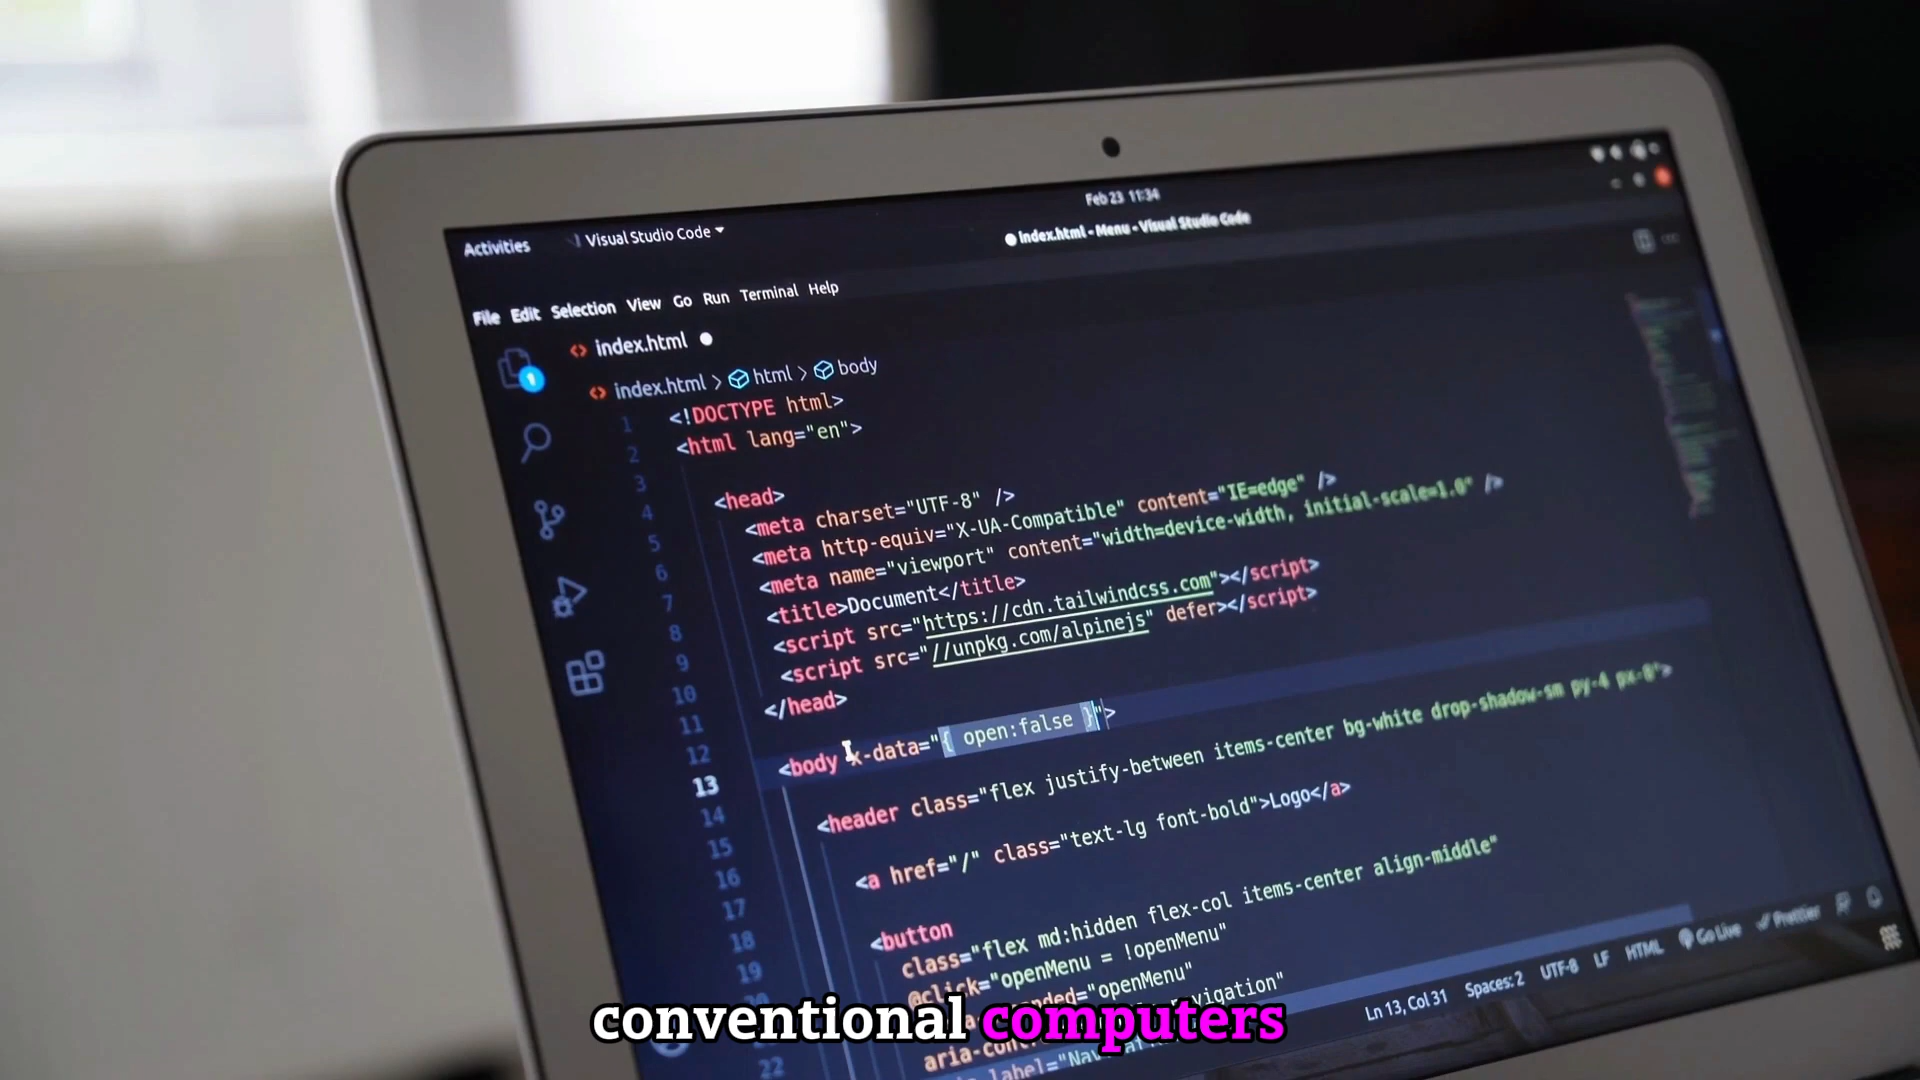 Feb 23 11:34
Activities
Visual Studio Code
index.html - Menu - Visual Studio Code
File Edit Selection View Go Run Terminal Help
index.html
1
index.html > html > body
1 <!DOCTYPE html>
2 <html lang="en">
3
4 <head>
5 <meta charset="UTF-8" />
6 <meta http-equiv="X-UA-Compatible" content="IE=edge" />
7 <meta name="viewport" content="width=device-width, initial-scale=1.0" />
8 <title>Document</title>
9 <script src="https://cdn.tailwindcss.com"></script>
10 <script src="//unpkg.com/alpinejs" defer></script>
11 </head>
12
13 <body x-data="{ open:false }">
14
15 <header class="flex justify-between items-center bg-white drop-shadow-sm py-4 px-8">
16
17 <a href="/" class="text-lg font-bold">Logo</a>
18
19 <button
class="flex md:hidden flex-col items-center align-middle"
@click="openMenu = !openMenu"
22 "openMenu"
aria-
label="
Ln 13, Col 31 Spaces: 2 UTF-8 LF HTML Go Live Prettier
conventional computers